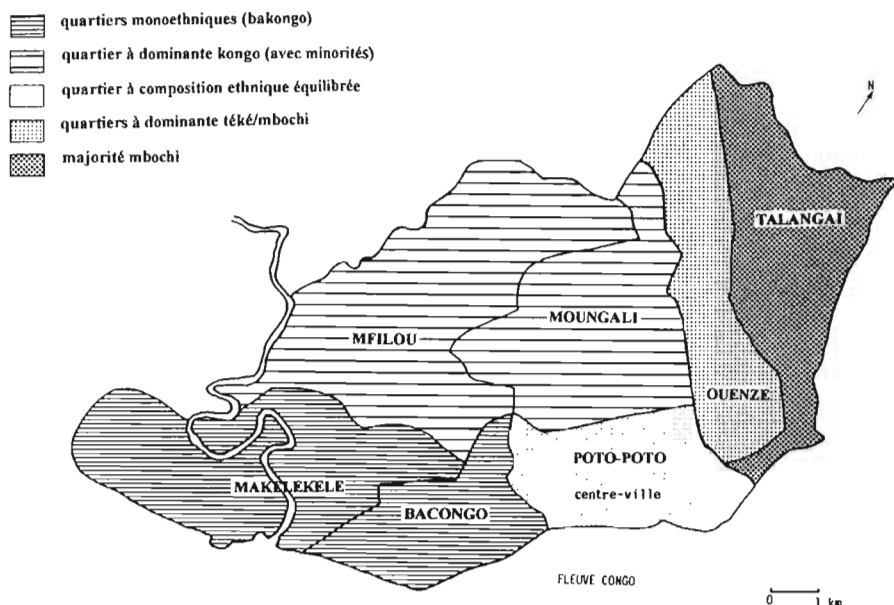 quartiers monoethniques (bakongo)
quartier à dominante kongo (avec minorités)
quartier à composition ethnique équilibrée
quartiers à dominante téké/mbochi
majorité mbochi
N
TALANGAI
MFILOU
MOUNGALI
OUENZE
MAKELEKELE
BACONGO
POTO-POTO
centre-ville
FLEUVE CONGO
0 1 km